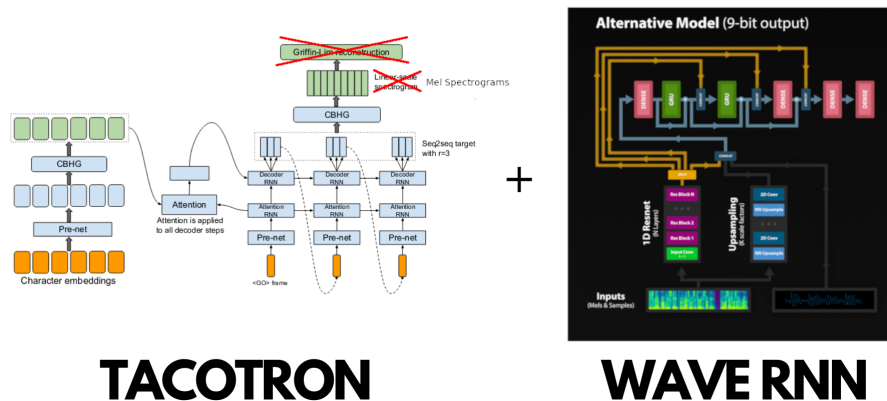 Griffin-Lim reconstruction
Linear-scale
spectrogram
Mel Spectrograms
CBHG
Seq2seq target
with r=3
CBHG
Attention
Attention is applied
to all decoder steps
Pre-net
Character embeddings
Decoder
RNN
Decoder
RNN
Decoder
RNN
Attention
RNN
Attention
RNN
Attention
RNN
Pre-net
Pre-net
Pre-net
<GO> frame
+
Alternative Model (9-bit output)
DENSE
GRU
GRU
DENSE
DENSE
DENSE
1D Resnet
(N Layers)
Res Block N
Res Block 2
Res Block 1
Input Conv
Upsampling
(K scale factors)
2D Conv
NN Upsample
2D Conv
NN Upsample
Inputs
(Mels & Samples)
TACOTRON
WAVE RNN